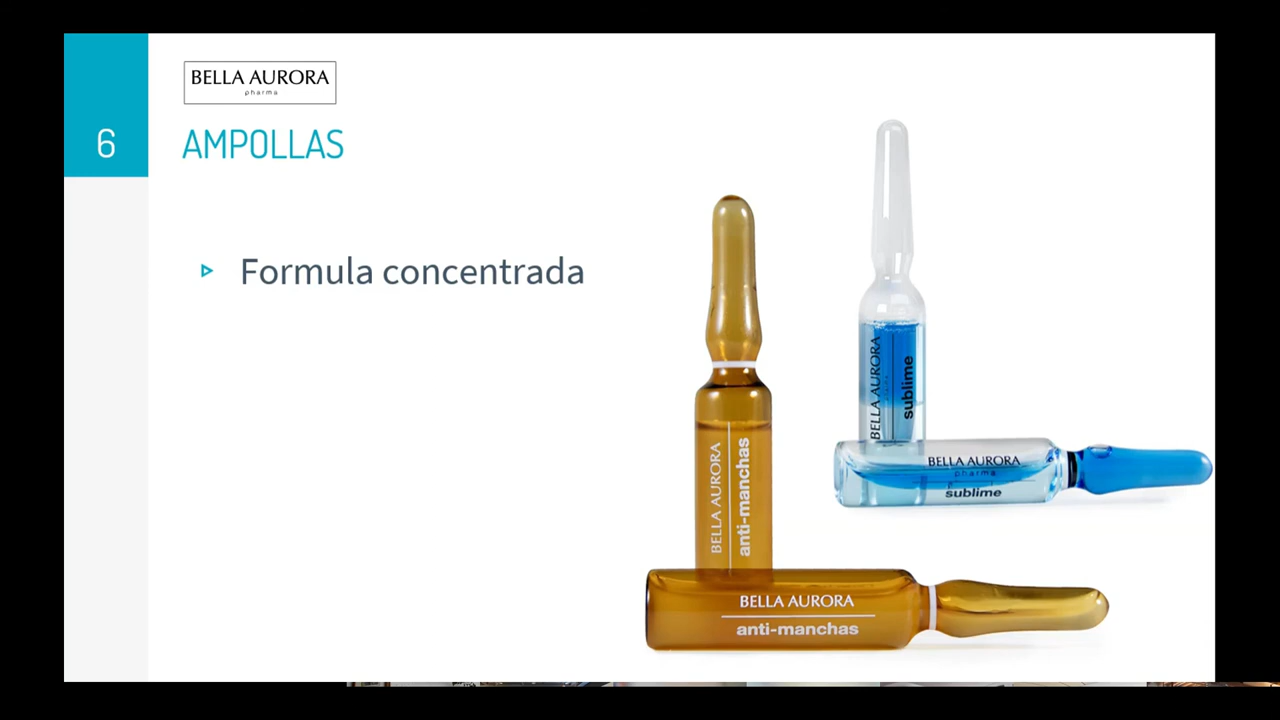 BELLA AURORA
pharma
6
AMPOLLAS
Formula concentrada
BELLA AURORA
anti-manchas
BELLA AURORA
sublime
BELLA AURORA
pharma
sublime
BELLA AURORA
anti-manchas